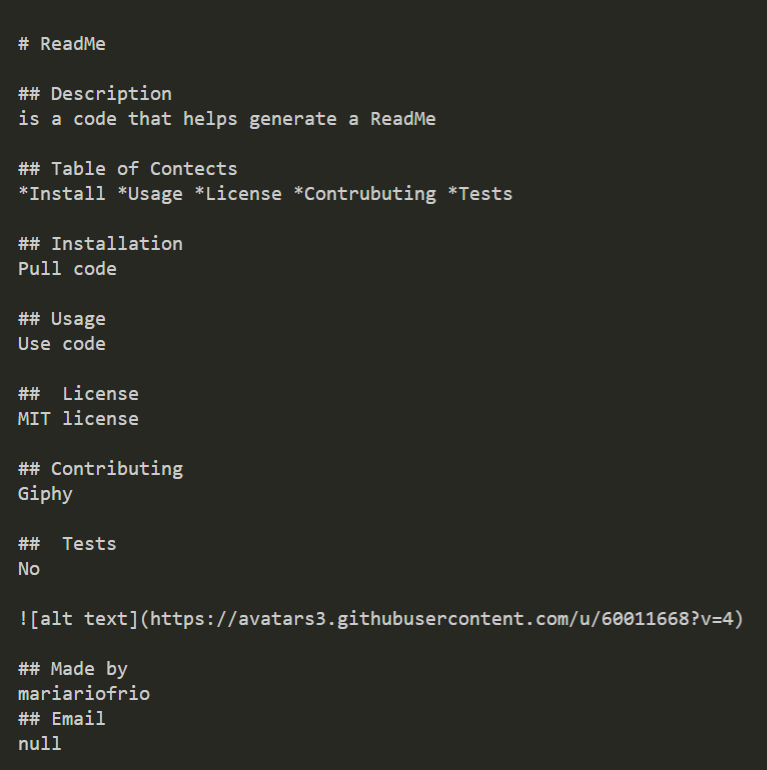 # ReadMe
## Description
is a code that helps generate a ReadMe
## Table of Contects
*Install *Usage *License *Contrubuting *Tests
## Installation
Pull code
## Usage
Use code
##  License
MIT license
## Contributing
Giphy
##  Tests
No
![alt text](https://avatars3.githubusercontent.com/u/60011668?v=4)
## Made by
mariariofrio
## Email
null